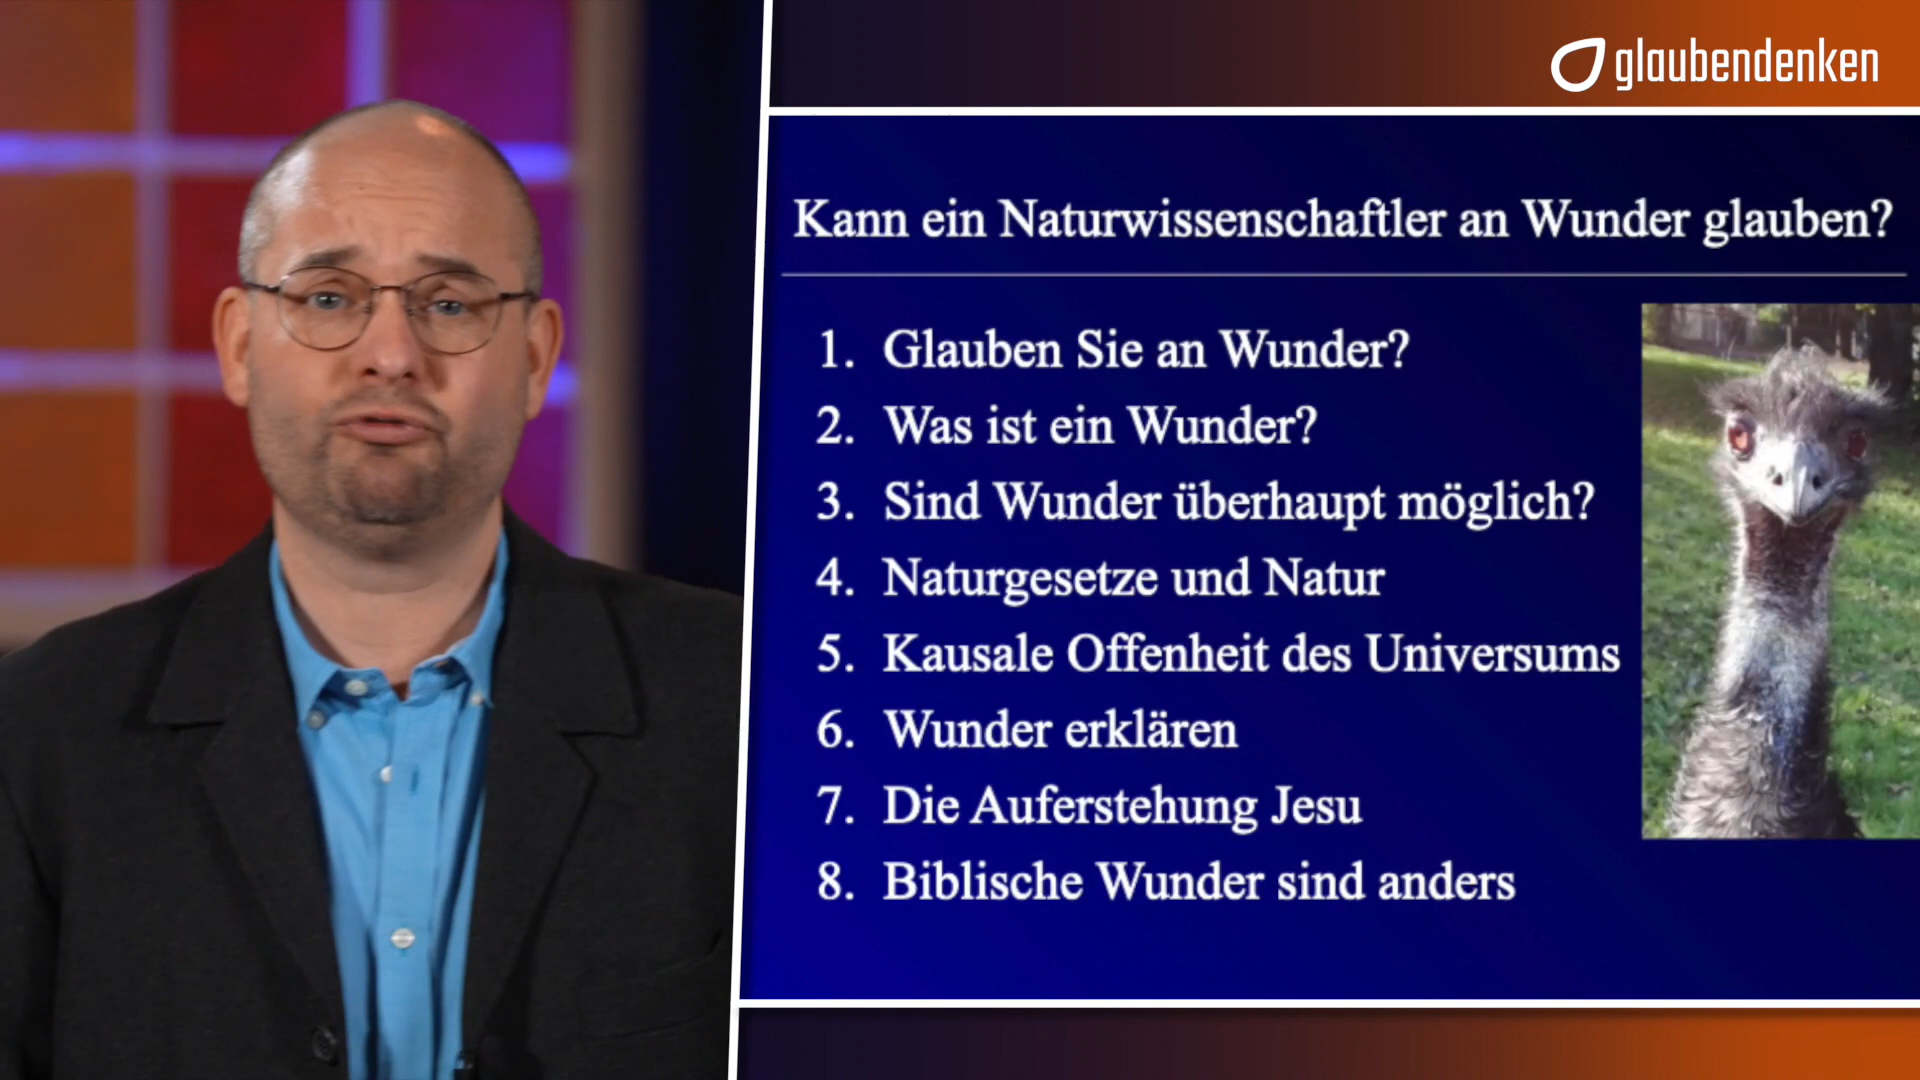 glaubendenken
Kann ein Naturwissenschaftler an Wunder glauben?
1. Glauben Sie an Wunder?
2. Was ist ein Wunder?
3. Sind Wunder überhaupt möglich?
4. Naturgesetze und Natur
5. Kausale Offenheit des Universums
6. Wunder erklären
7. Die Auferstehung Jesu
8. Biblische Wunder sind anders